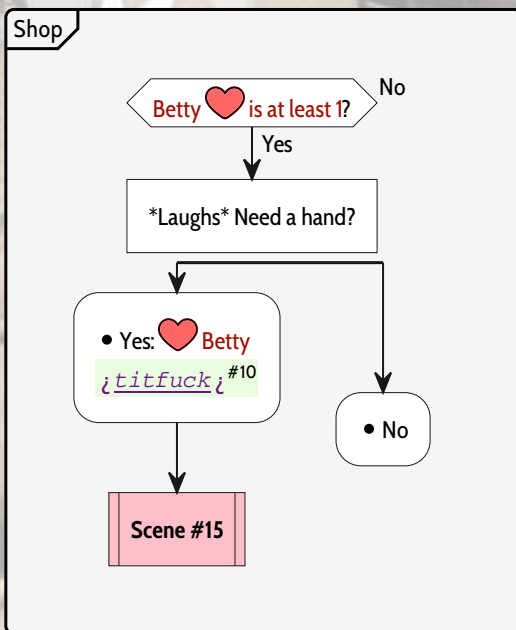 Shop
Betty ❤ is at least 1?
No
Yes
*Laughs* Need a hand?
• Yes: ❤ Betty
¿titfuck¿#10
• No
Scene #15